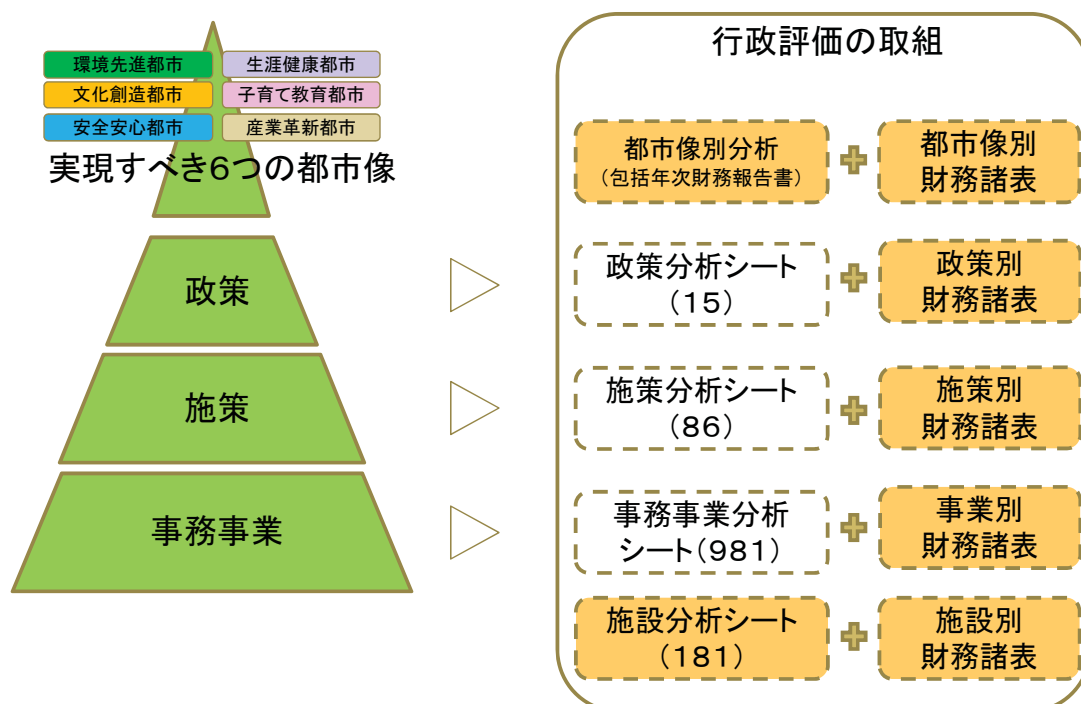 環境先進都市
生涯健康都市
文化創造都市
子育て教育都市
安全安心都市
産業革新都市
実現すべき6つの都市像
政策
施策
事務事業
行政評価の取組
都市像別分析
(包括年次財務報告書)
都市像別
財務諸表
政策分析シート
(15)
政策別
財務諸表
施策分析シート
(86)
施策別
財務諸表
事務事業分析
シート(981)
事業別
財務諸表
施設分析シート
(181)
施設別
財務諸表